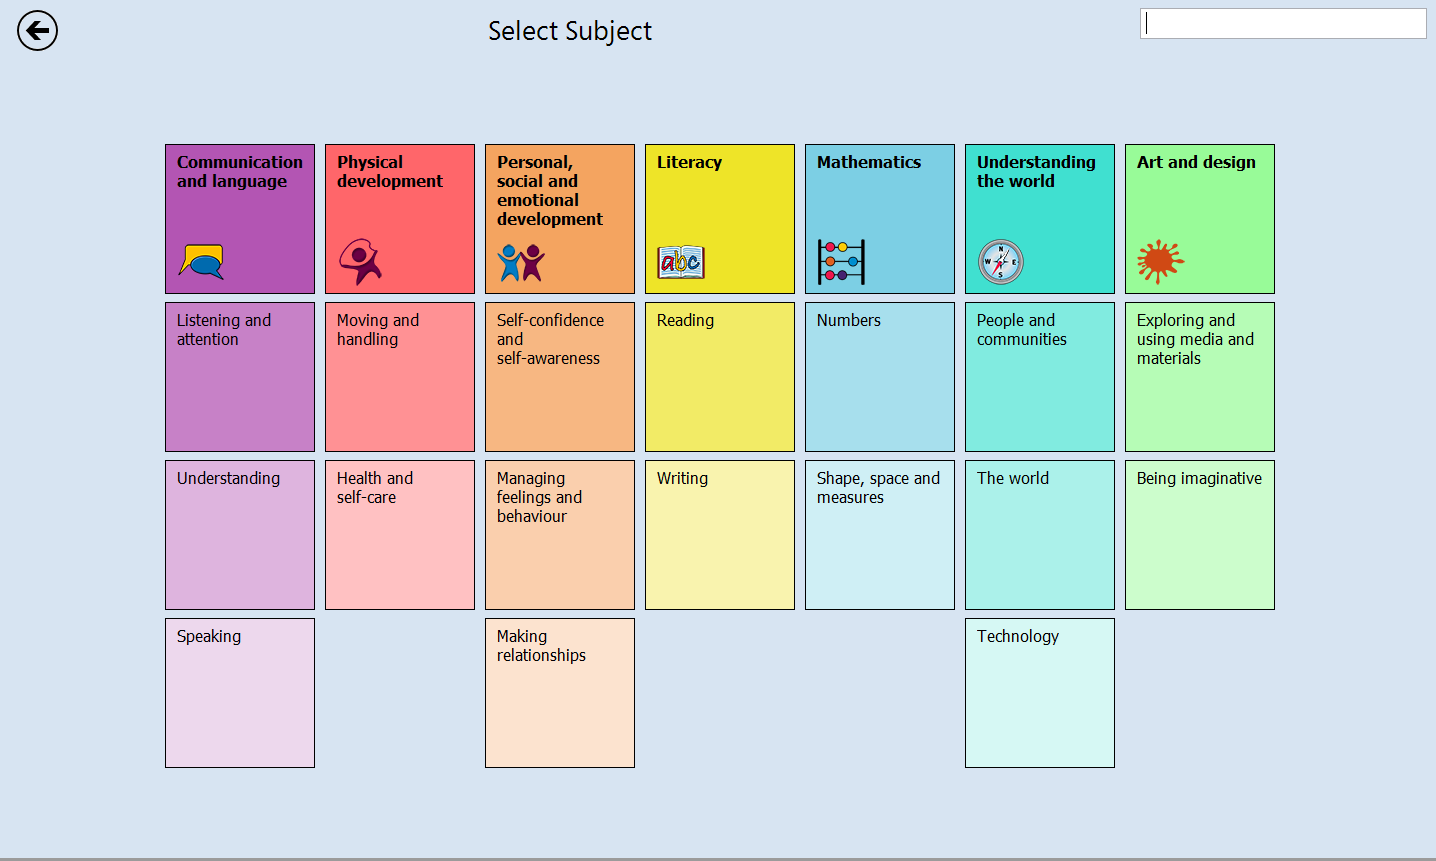 Select Subject
Communication
and language
Physical
development
Personal,
social and
emotional
development
Literacy
abc
Mathematics
Understanding
the world
N
W E
S
Art and design
Listening and
attention
Moving and
handling
Self-confidence
and
self-awareness
Reading
Numbers
People and
communities
Exploring and
using media and
materials
Understanding
Health and
self-care
Managing
feelings and
behaviour
Writing
Shape, space and
measures
The world
Being imaginative
Speaking
Making
relationships
Technology